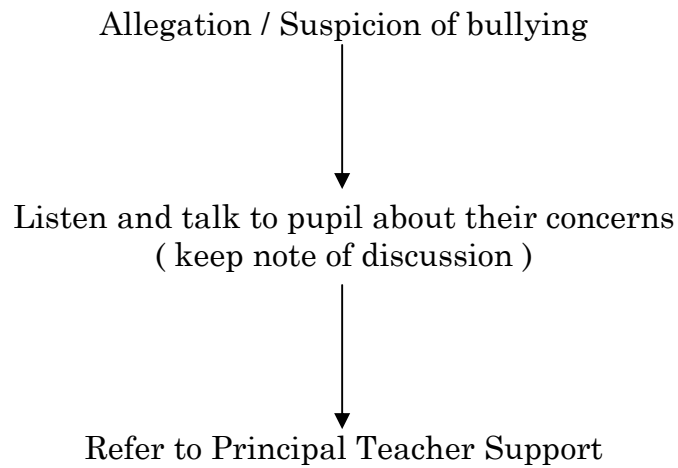 Allegation / Suspicion of bullying
Listen and talk to pupil about their concerns
( keep note of discussion )
Refer to Principal Teacher Support